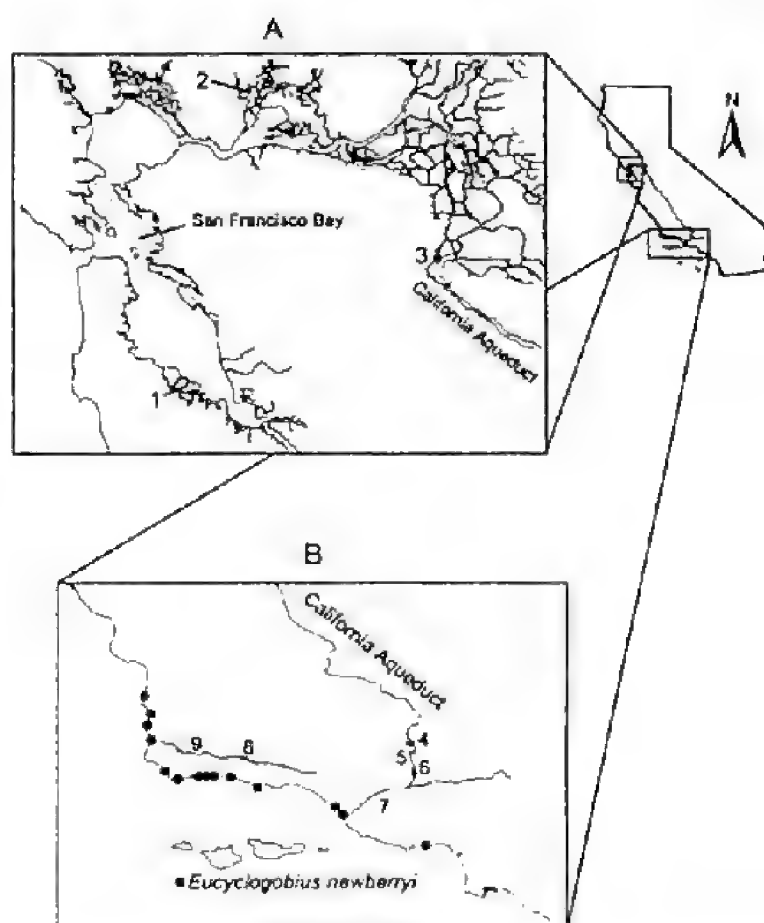 A
N
2
San Francisco Bay
3
California Aqueduct
1
B
California Aqueduct
4
5
6
9
8
7
Eucyclogobius newberryi